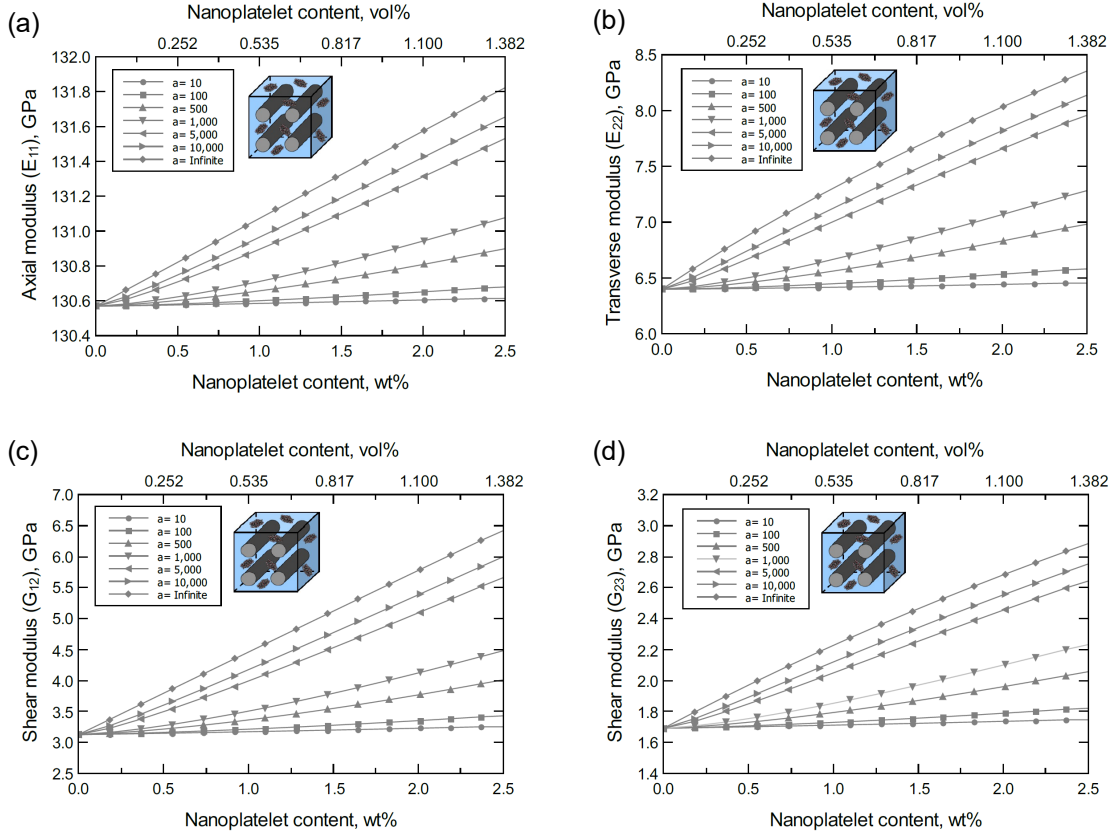 (a)
Nanoplatelet content, vol%
0.252 0.535 0.817 1.100 1.382
132.0
131.8
131.6
131.4
131.2
131.0
130.8
130.6
130.4
Axial modulus (E11), GPa
a= 10
a= 100
a= 500
a= 1,000
a= 5,000
a= 10,000
a= Infinite
0.0 0.5 1.0 1.5 2.0 2.5
Nanoplatelet content, wt%
(b)
Nanoplatelet content, vol%
0.252 0.535 0.817 1.100 1.382
8.5
8.0
7.5
7.0
6.5
6.0
Transverse modulus (E22), GPa
a= 10
a= 100
a= 500
a= 1,000
a= 5,000
a= 10,000
a= Infinite
0.0 0.5 1.0 1.5 2.0 2.5
Nanoplatelet content, wt%
(c)
Nanoplatelet content, vol%
0.252 0.535 0.817 1.100 1.382
7.0
6.5
6.0
5.5
5.0
4.5
4.0
3.5
3.0
2.5
Shear modulus (G12), GPa
a= 10
a= 100
a= 500
a= 1,000
a= 5,000
a= 10,000
a= Infinite
0.0 0.5 1.0 1.5 2.0 2.5
Nanoplatelet content, wt%
(d)
Nanoplatelet content, vol%
0.252 0.535 0.817 1.100 1.382
3.2
3.0
2.8
2.6
2.4
2.2
2.0
1.8
1.6
1.4
Shear modulus (G23), GPa
a= 10
a= 100
a= 500
a= 1,000
a= 5,000
a= 10,000
a= Infinite
0.0 0.5 1.0 1.5 2.0 2.5
Nanoplatelet content, wt%